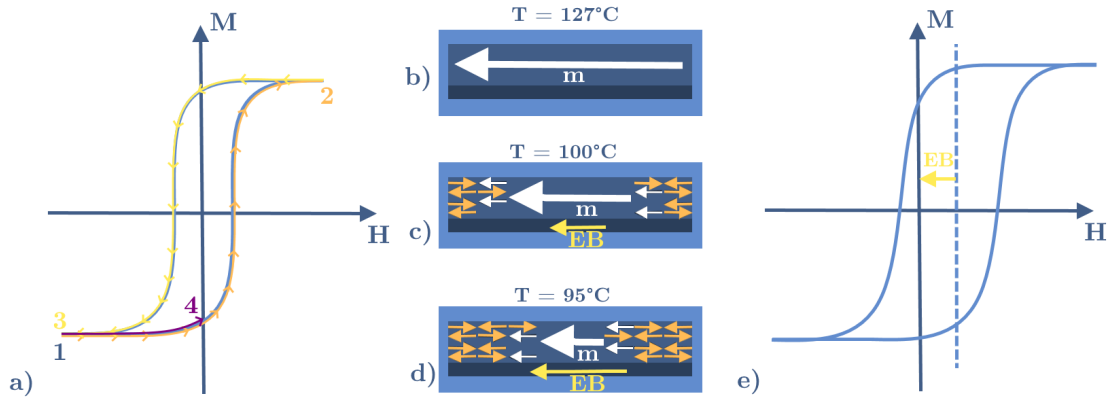 M
2
H
4
3
1
a)
T = 127°C
b)
m
T = 100°C
c)
m
EB
T = 95°C
d)
m
EB
M
EB
H
e)